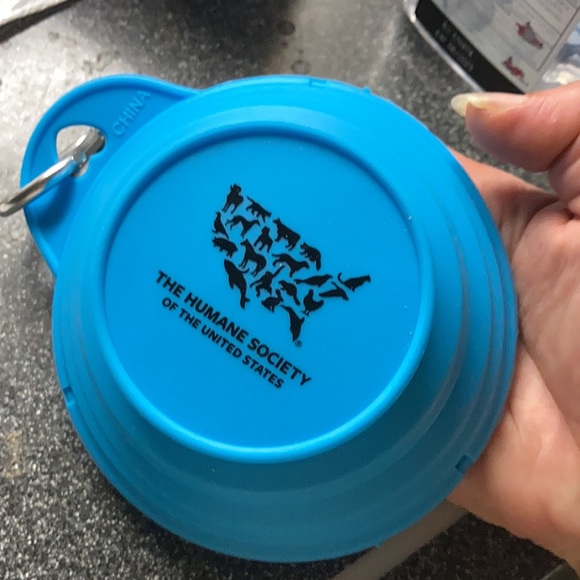 CHINA
THE HUMANE SOCIETY
OF THE UNITED STATES
®